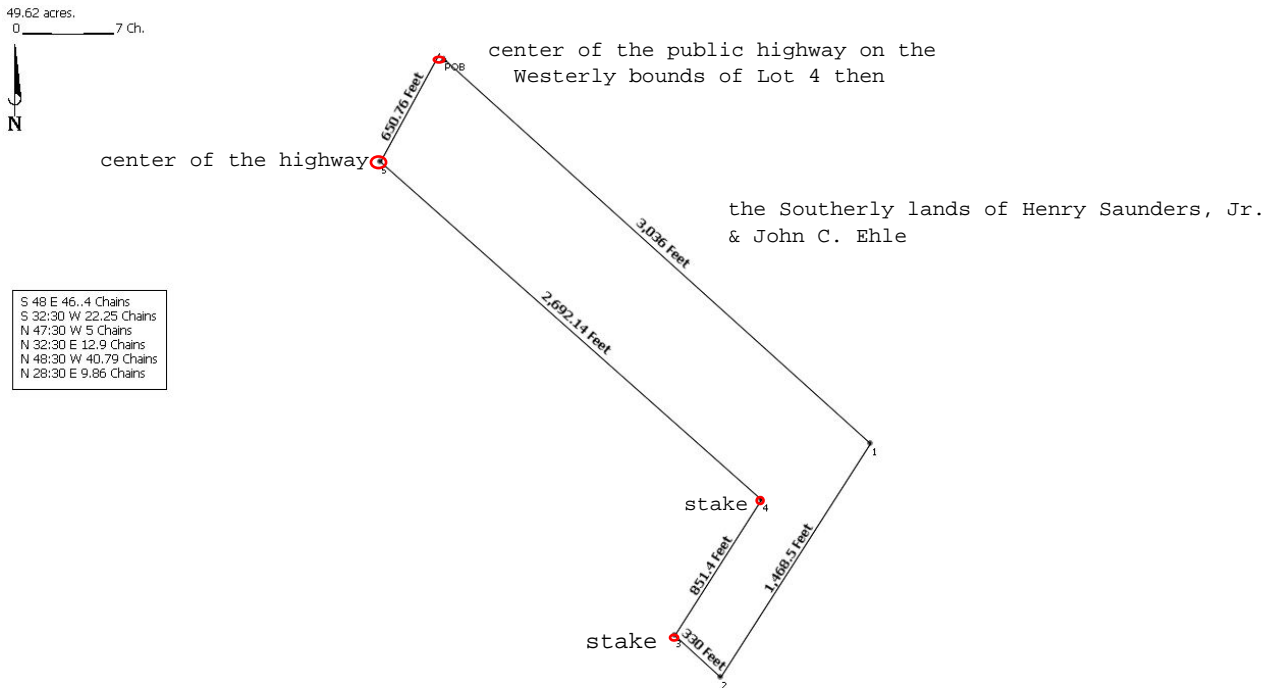 49.62 acres.
0 7 Ch.
N
center of the public highway on the
Westerly bounds of Lot 4 then
POB
650.76 Feet
center of the highway
5
the Southerly lands of Henry Saunders, Jr.
& John C. Ehle
3,036 Feet
2,692.14 Feet
S 48 E 46..4 Chains
S 32:30 W 22.25 Chains
N 47:30 W 5 Chains
N 32:30 E 12.9 Chains
N 48:30 W 40.79 Chains
N 28:30 E 9.86 Chains
1
stake
4
1,468.5 Feet
851.4 Feet
stake
3
330 Feet
2